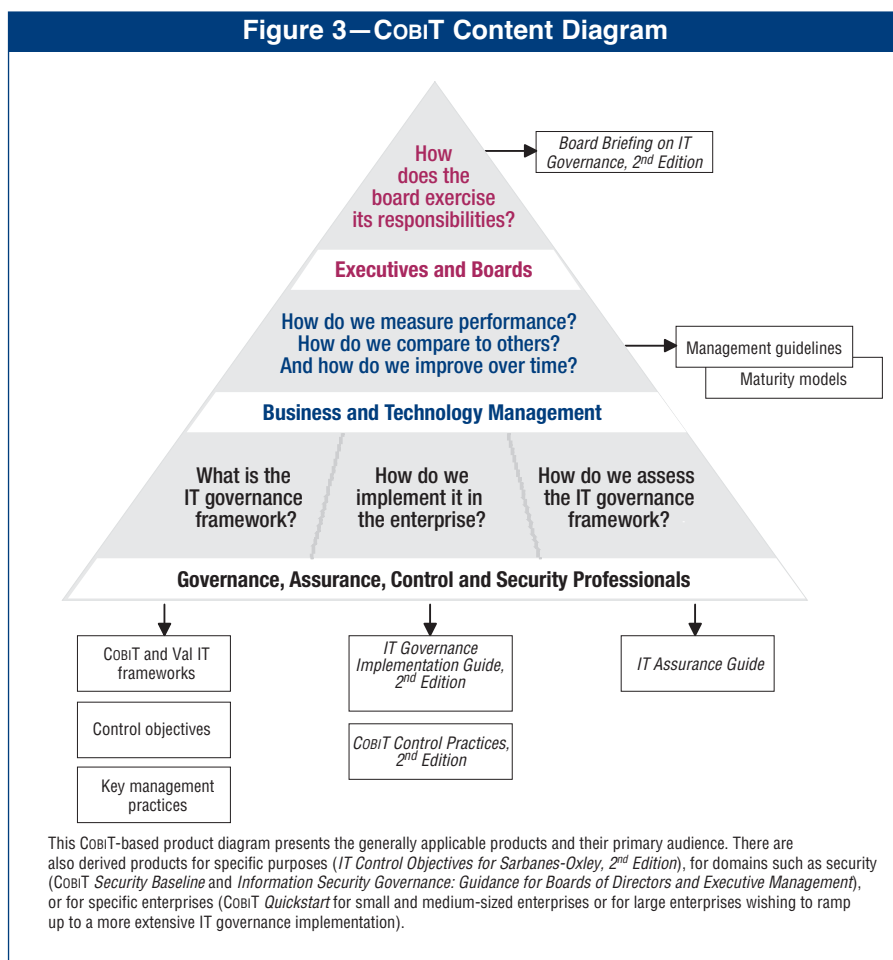 Figure 3—COBIT Content Diagram
How
does the
board exercise
its responsibilities?
Board Briefing on IT
Governance, 2nd Edition
Executives and Boards
How do we measure performance?
How do we compare to others?
And how do we improve over time?
Management guidelines
Maturity models
Business and Technology Management
What is the
IT governance
framework?
How do we
implement it in
the enterprise?
How do we assess
the IT governance
framework?
Governance, Assurance, Control and Security Professionals
COBIT and Val IT
frameworks
Control objectives
Key management
practices
IT Governance
Implementation Guide,
2nd Edition
COBIT Control Practices,
2nd Edition
IT Assurance Guide
This COBIT-based product diagram presents the generally applicable products and their primary audience. There are
also derived products for specific purposes (IT Control Objectives for Sarbanes-Oxley, 2nd Edition), for domains such as security
(COBIT Security Baseline and Information Security Governance: Guidance for Boards of Directors and Executive Management),
or for specific enterprises (COBIT Quickstart for small and medium-sized enterprises or for large enterprises wishing to ramp
up to a more extensive IT governance implementation).